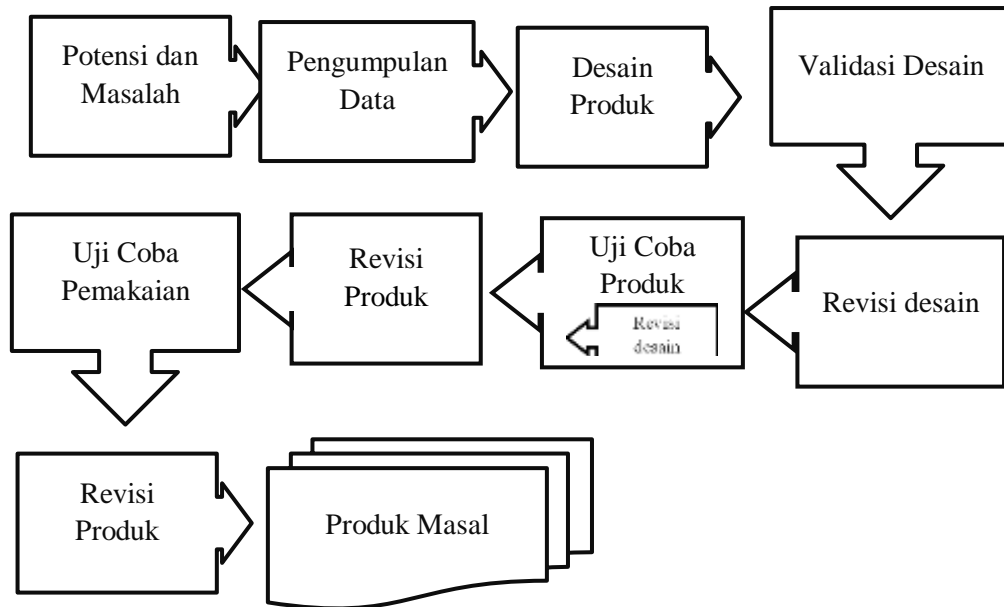 Potensi dan
Masalah
Pengumpulan
Data
Desain
Produk
Validasi Desain
Revisi desain
Uji Coba
Produk
Revisi
desain
Revisi
Produk
Uji Coba
Pemakaian
Revisi
Produk
Produk Masal